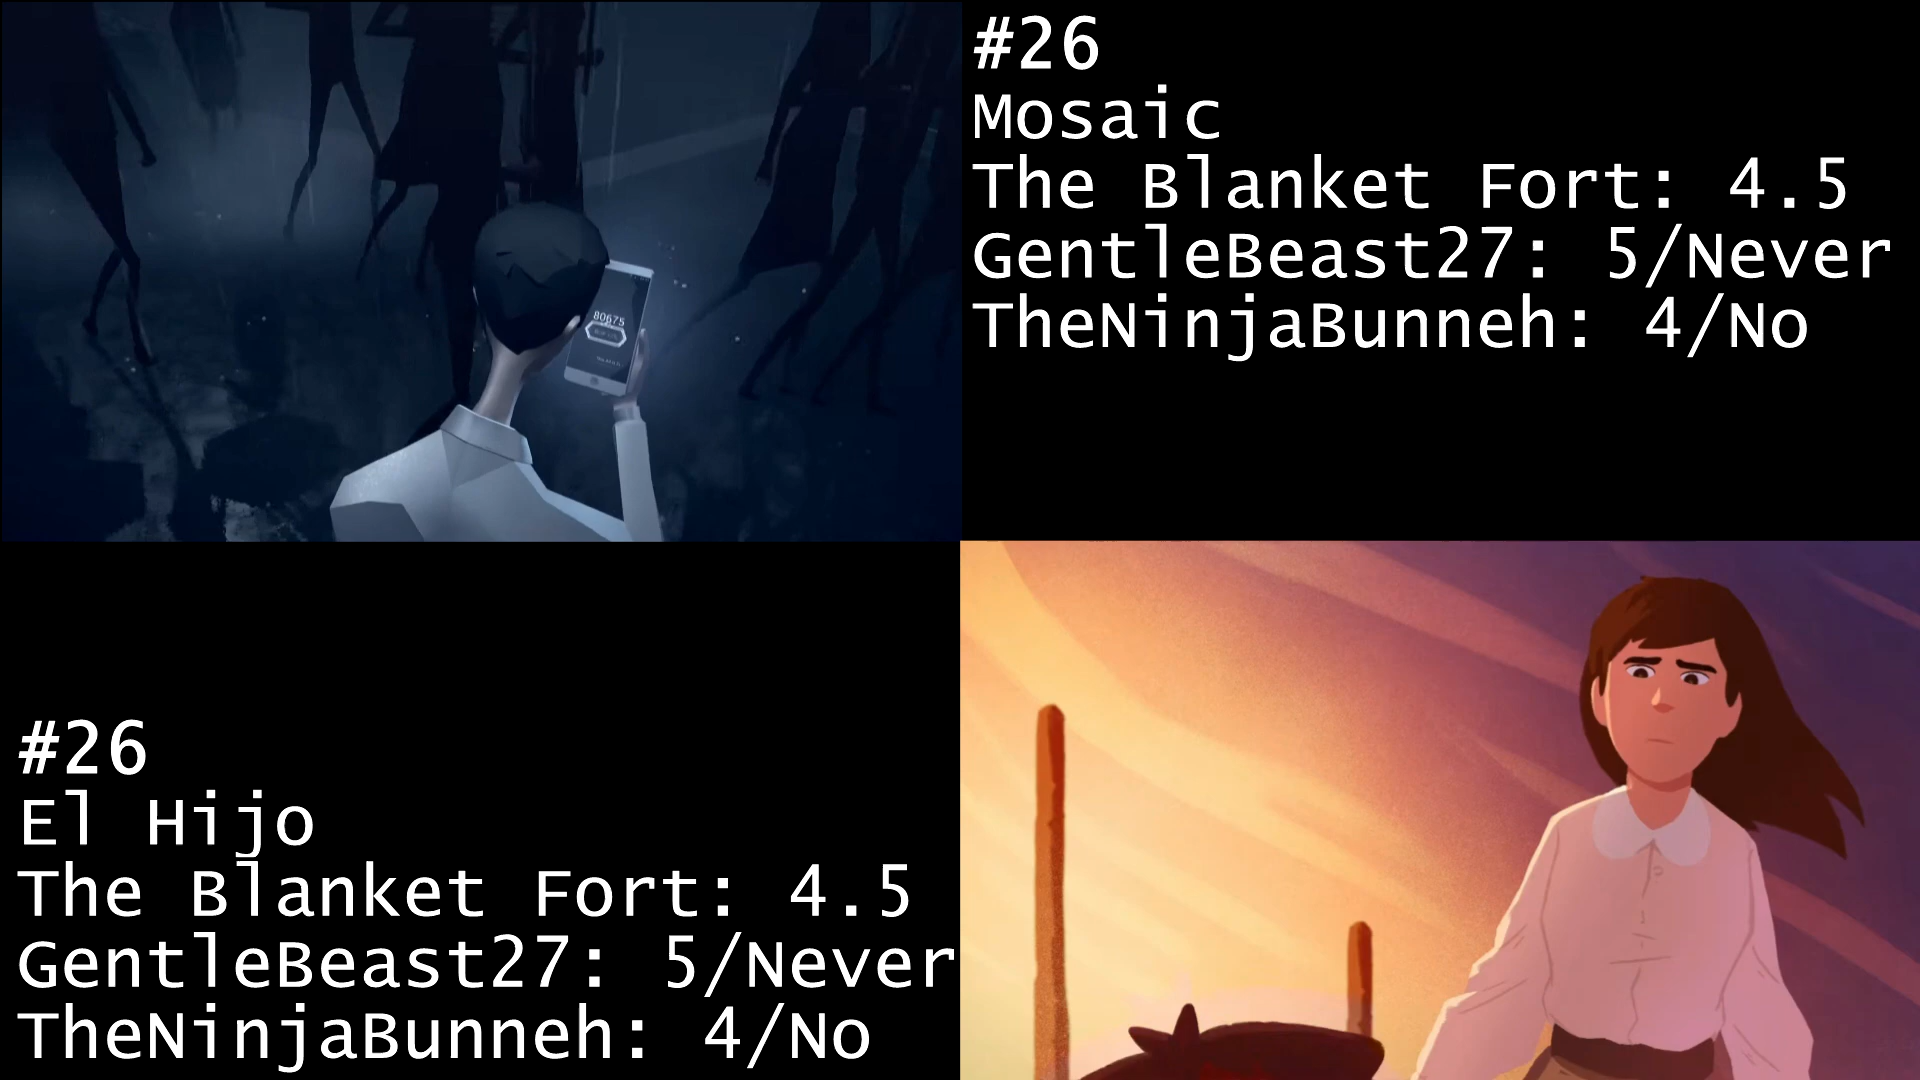 80675
#26
Mosaic
The Blanket Fort: 4.5
GentleBeast27: 5/Never
TheNinjaBunneh: 4/No
#26
El Hijo
The Blanket Fort: 4.5
GentleBeast27: 5/Never
TheNinjaBunneh: 4/No